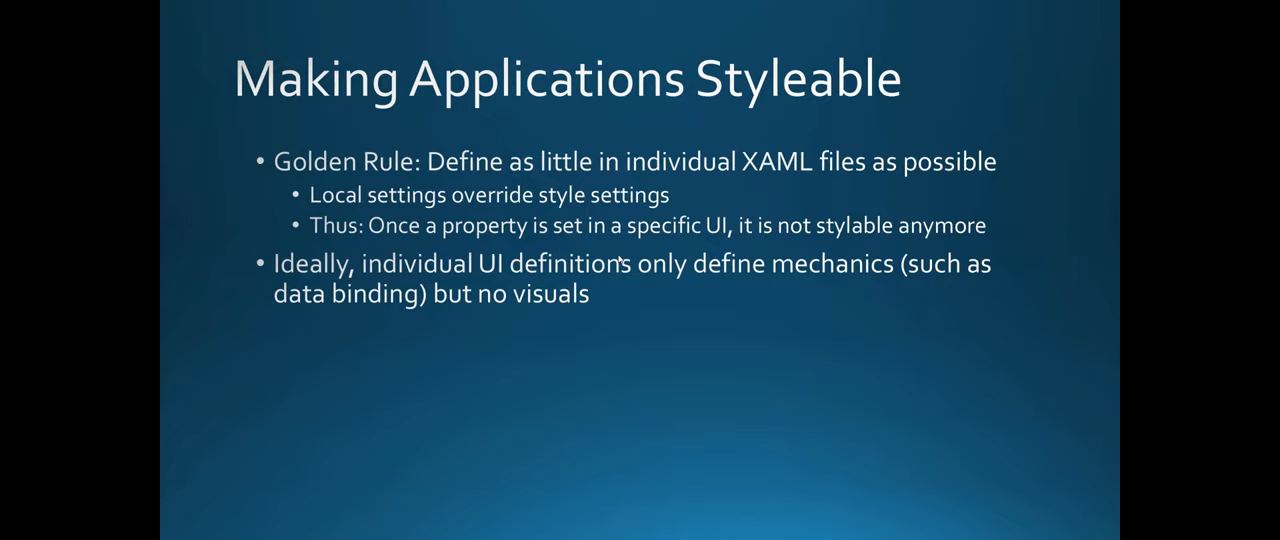 Making Applications Styleable
• Golden Rule: Define as little in individual XAML files as possible
• Local settings override style settings
• Thus: Once a property is set in a specific UI, it is not stylable anymore
• Ideally, individual UI definitions only define mechanics (such as
data binding) but no visuals